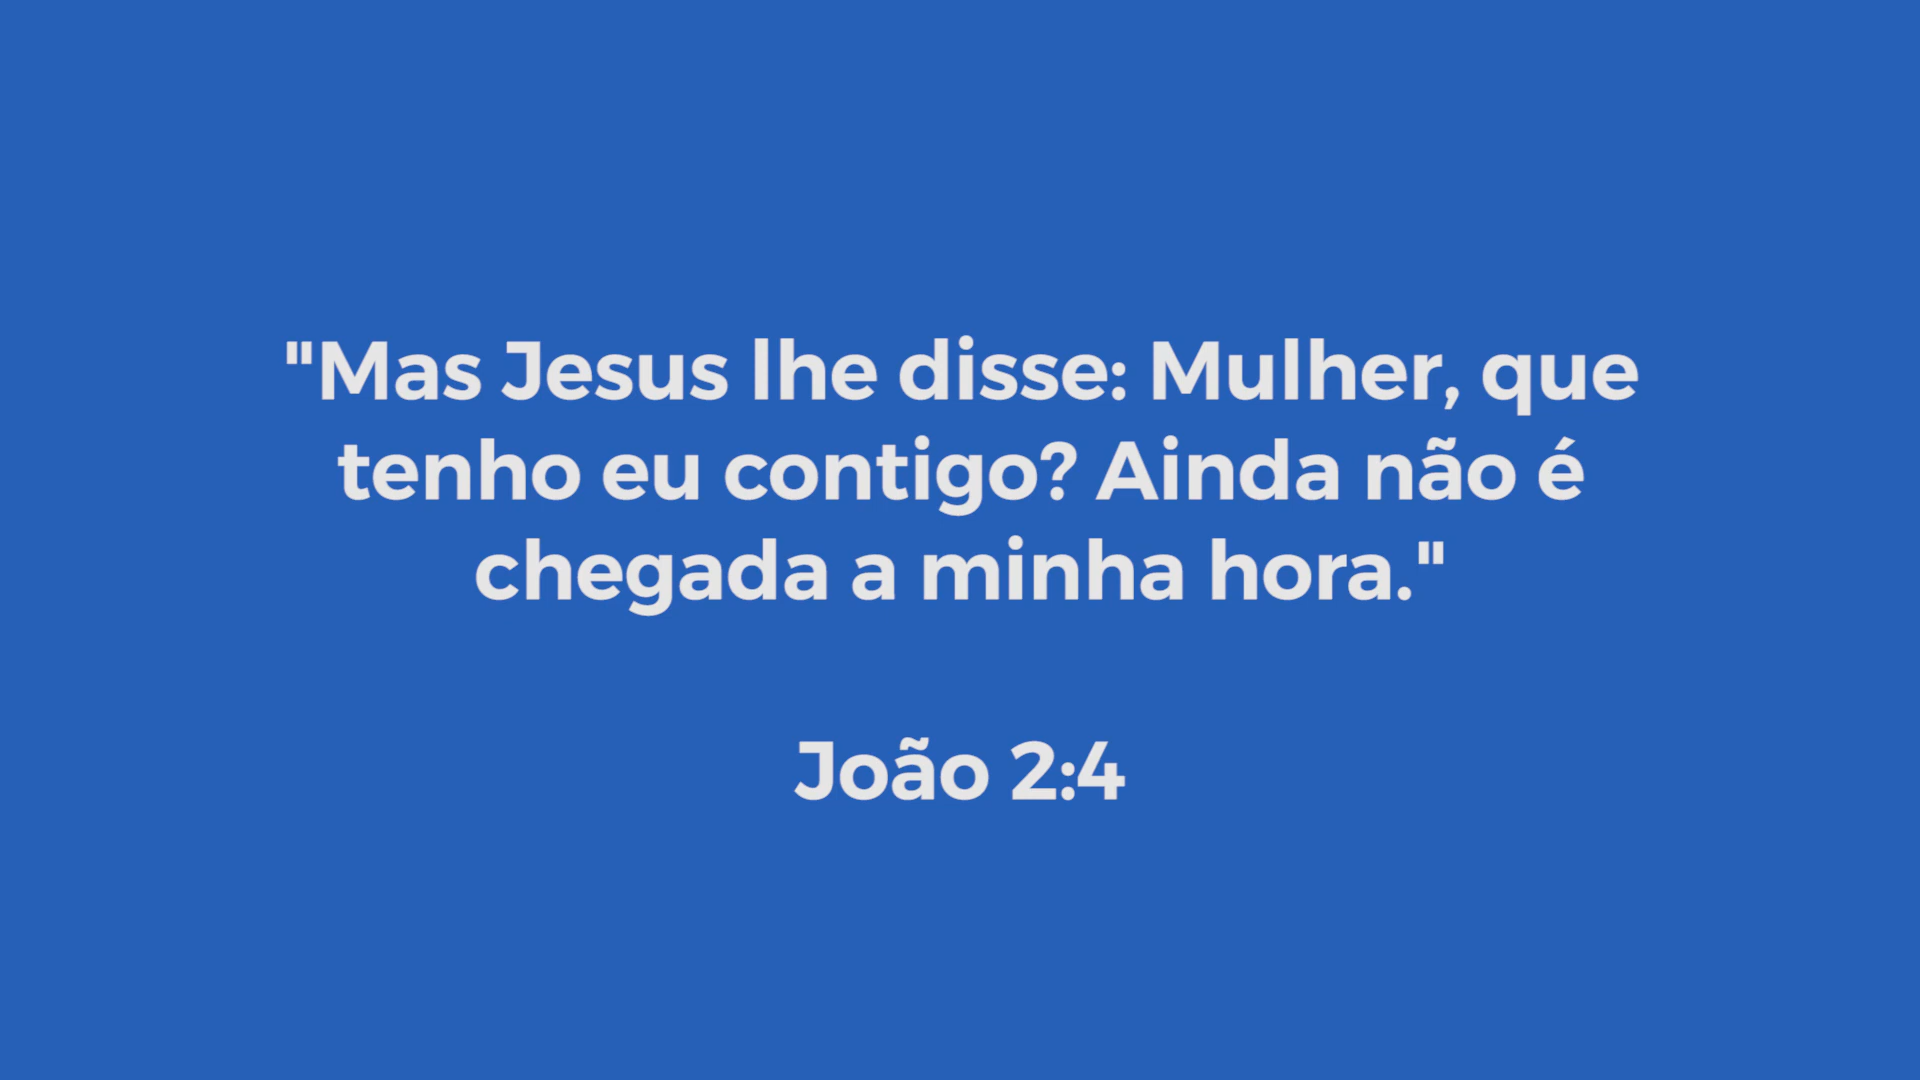 "Mas Jesus lhe disse: Mulher, que
tenho eu contigo? Ainda não é
chegada a minha hora."
João 2:4